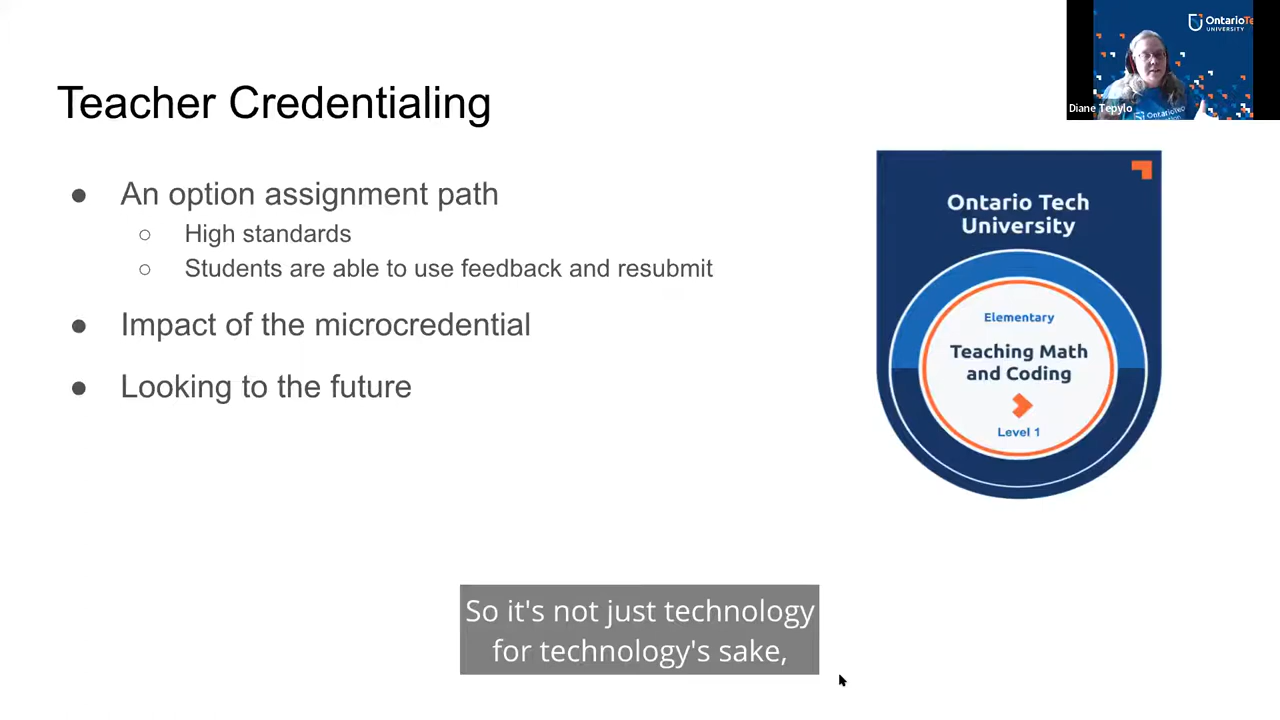 OntarioTe
UNIVERSITY
Diane Tepylo
Teacher Credentialing
● An option assignment path
○ High standards
○ Students are able to use feedback and resubmit
● Impact of the microcredential
● Looking to the future
Ontario Tech
University
Elementary
Teaching Math
and Coding
Level 1
So it's not just technology
for technology's sake,